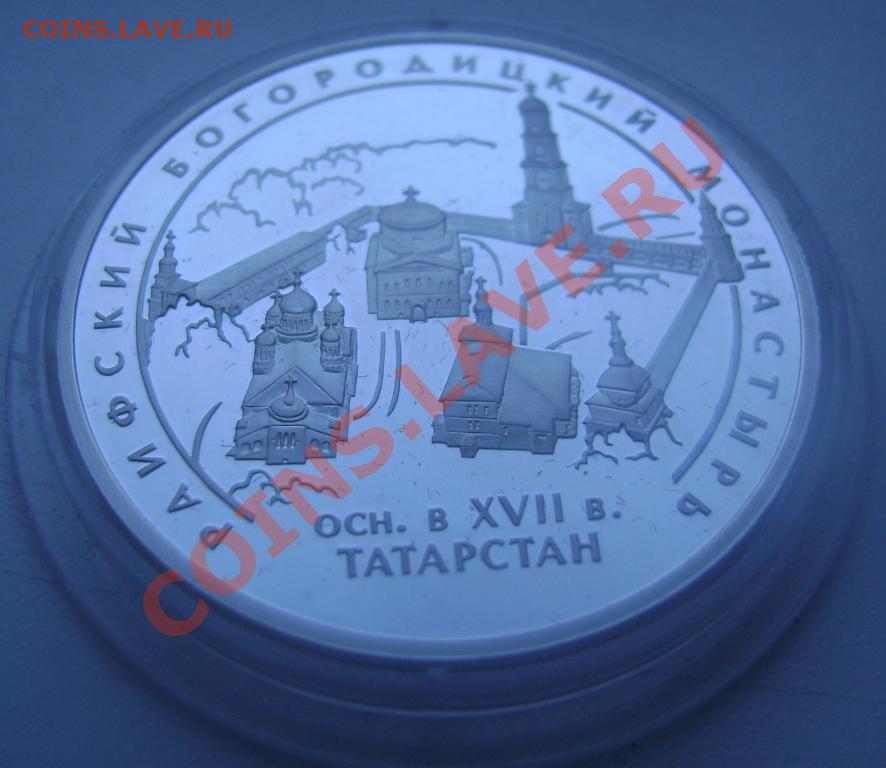 COINS.LAVE.RU
РАИФСКИЙ БОГОРОДИЦКИЙ МОНАСТЫРЬ
COINS.LAVE.RU
ОСН. В XVII В.
ТАТАРСТАН